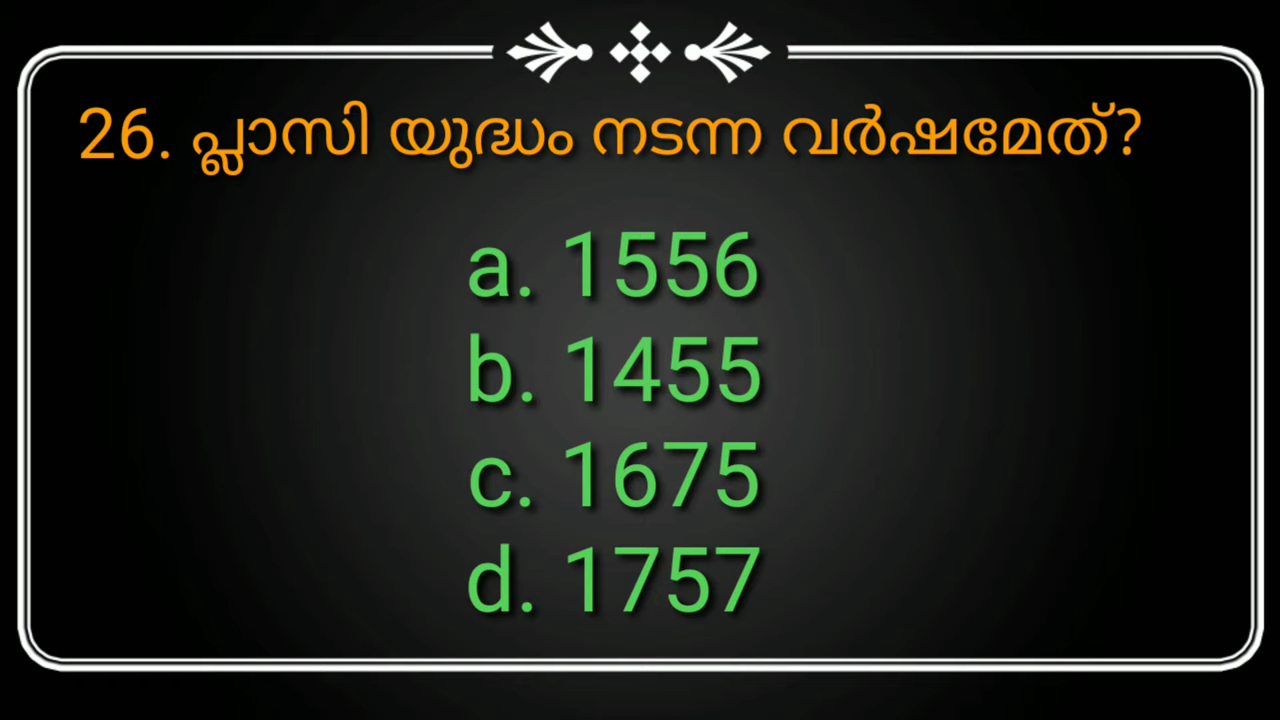 26. പ്ലാസി യുദ്ധം നടന്ന വർഷമേത്?
a. 1556
b. 1455
c. 1675
d. 1757